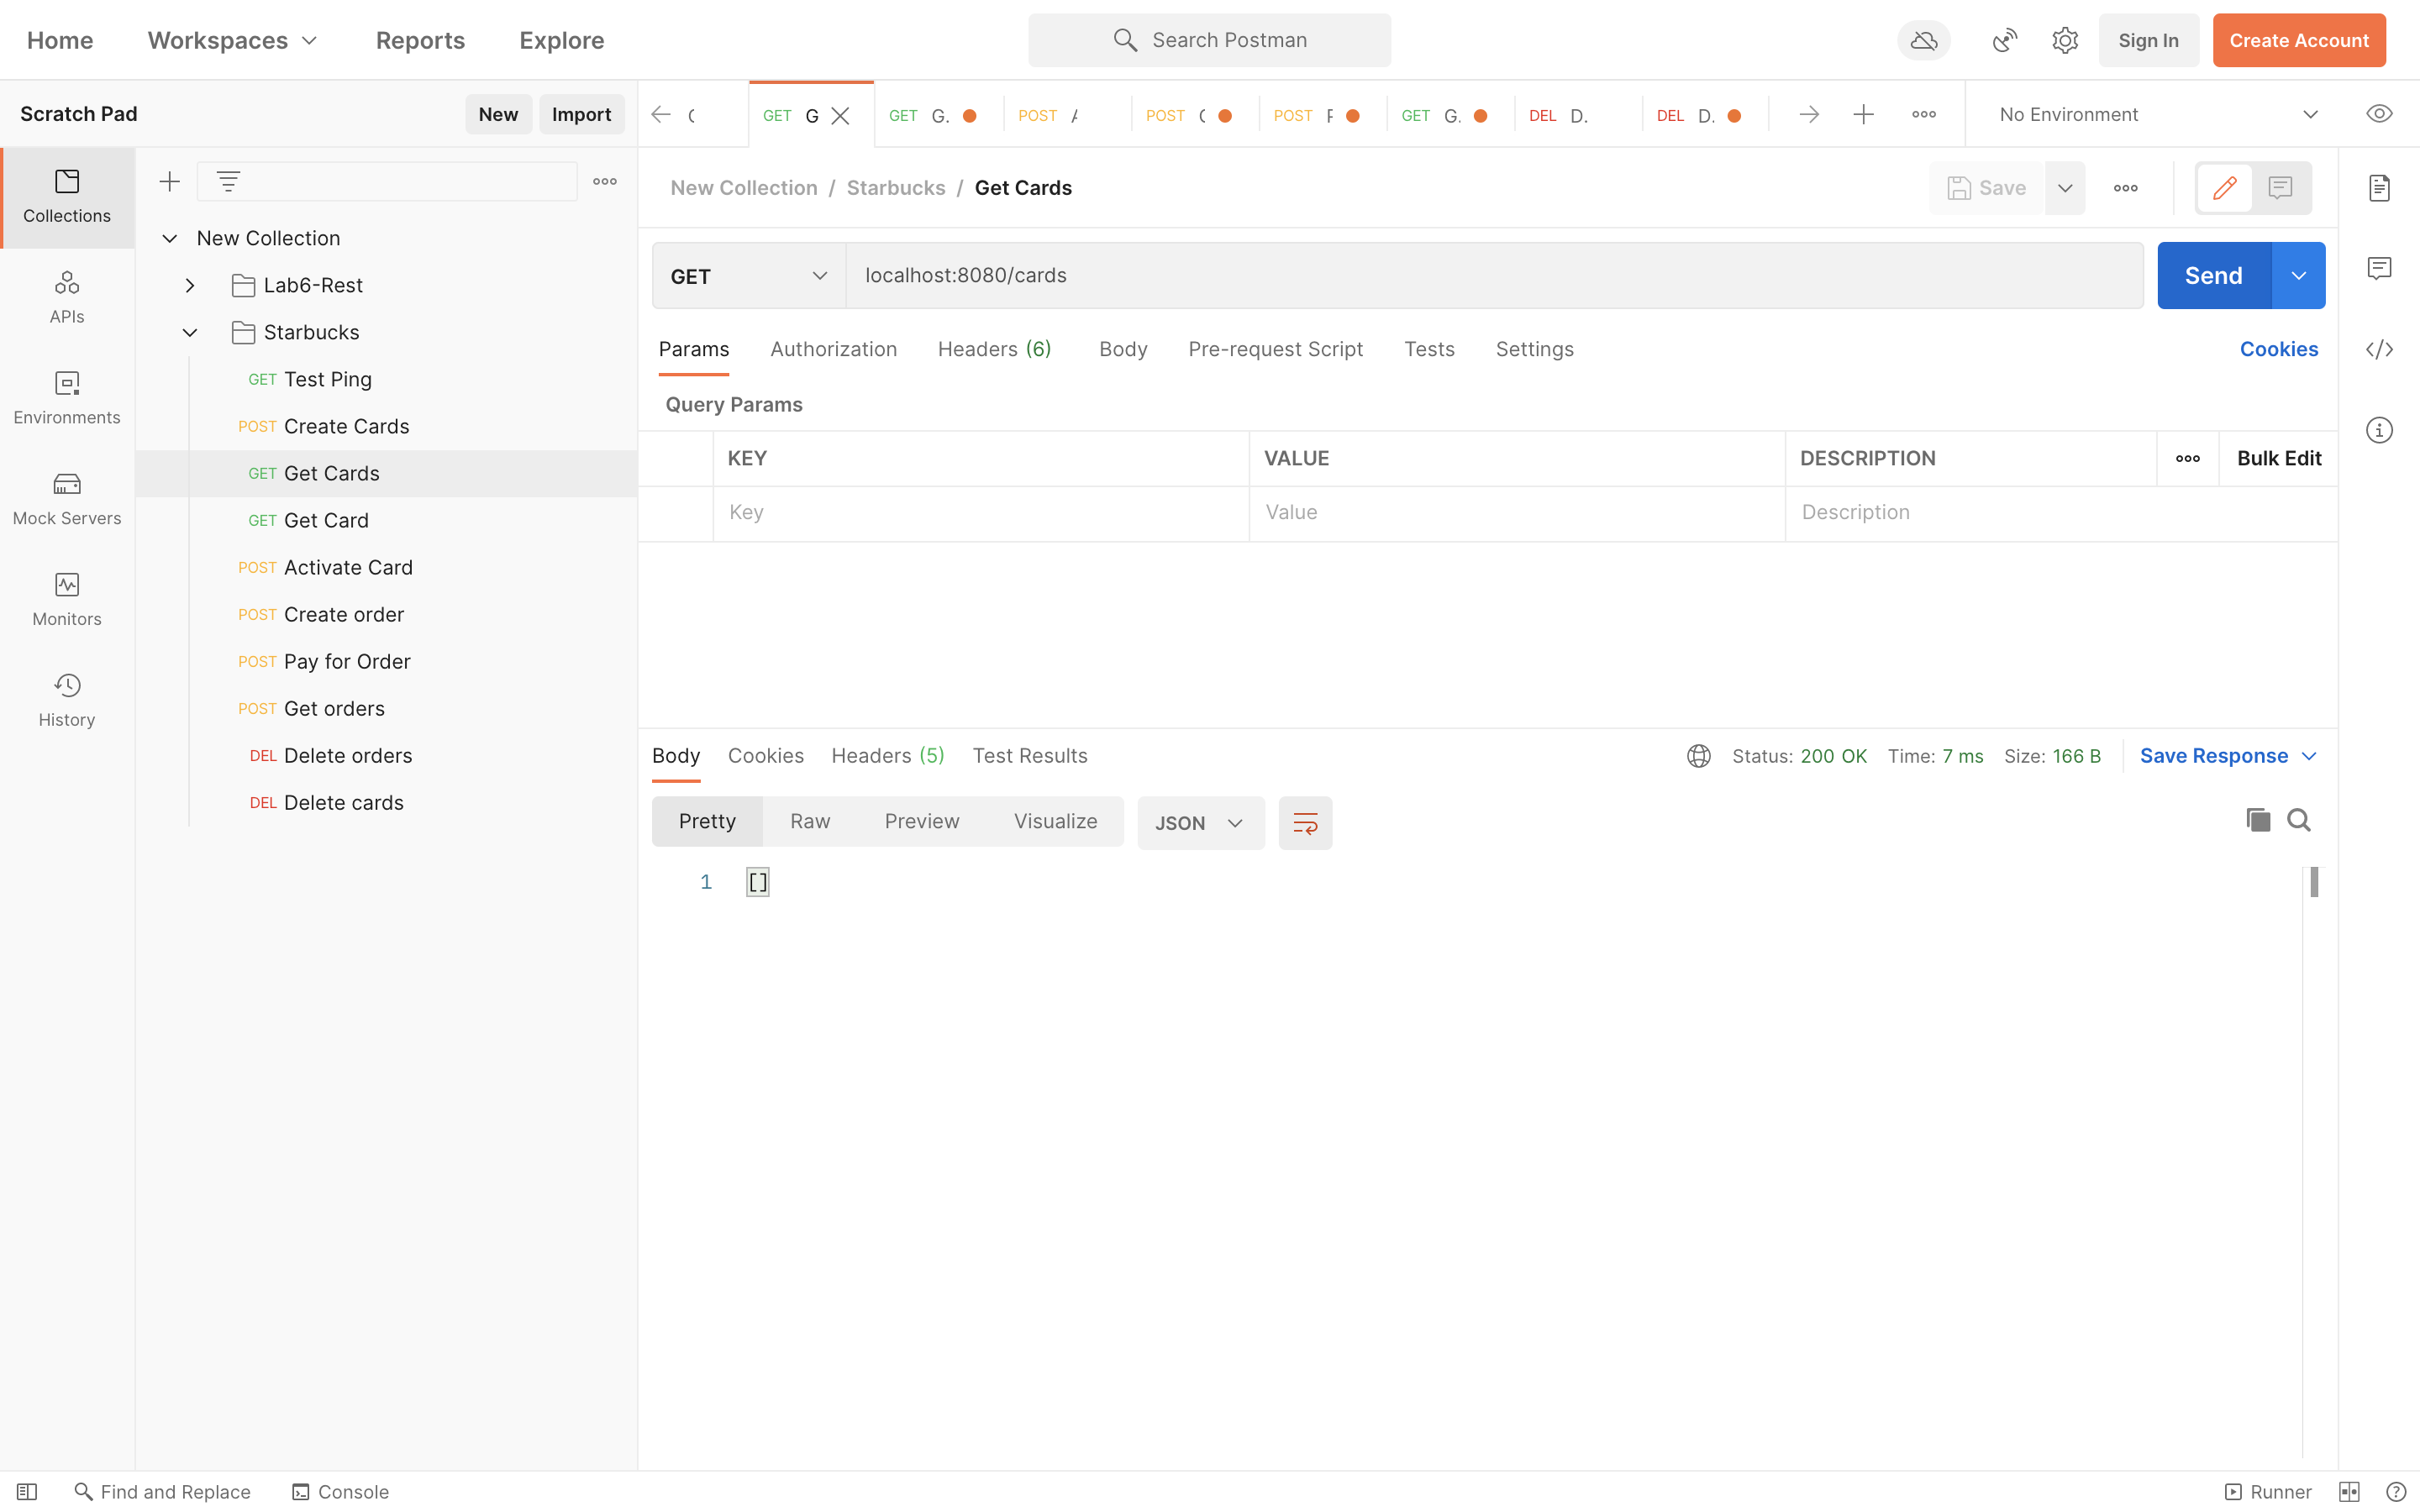 Home Workspaces Reports Explore Search Postman Sign In Create Account
Scratch Pad New Import
GET G GET G. POST POST POST GET G. DEL D. DEL D. No Environment
Collections
APIs
Environments
Mock Servers
Monitors
History
New Collection
Lab6-Rest
Starbucks
GET Test Ping
POST Create Cards
GET Get Cards
GET Get Card
POST Activate Card
POST Create order
POST Pay for Order
POST Get orders
DEL Delete orders
DEL Delete cards
New Collection / Starbucks / Get Cards Save
GET localhost:8080/cards Send
Params Authorization Headers (6) Body Pre-request Script Tests Settings Cookies
Query Params
KEY VALUE DESCRIPTION Bulk Edit
Key Value Description
Body Cookies Headers (5) Test Results Status: 200 OK Time: 7 ms Size: 166 B Save Response
Pretty Raw Preview Visualize JSON
1 []
Find and Replace Console Runner